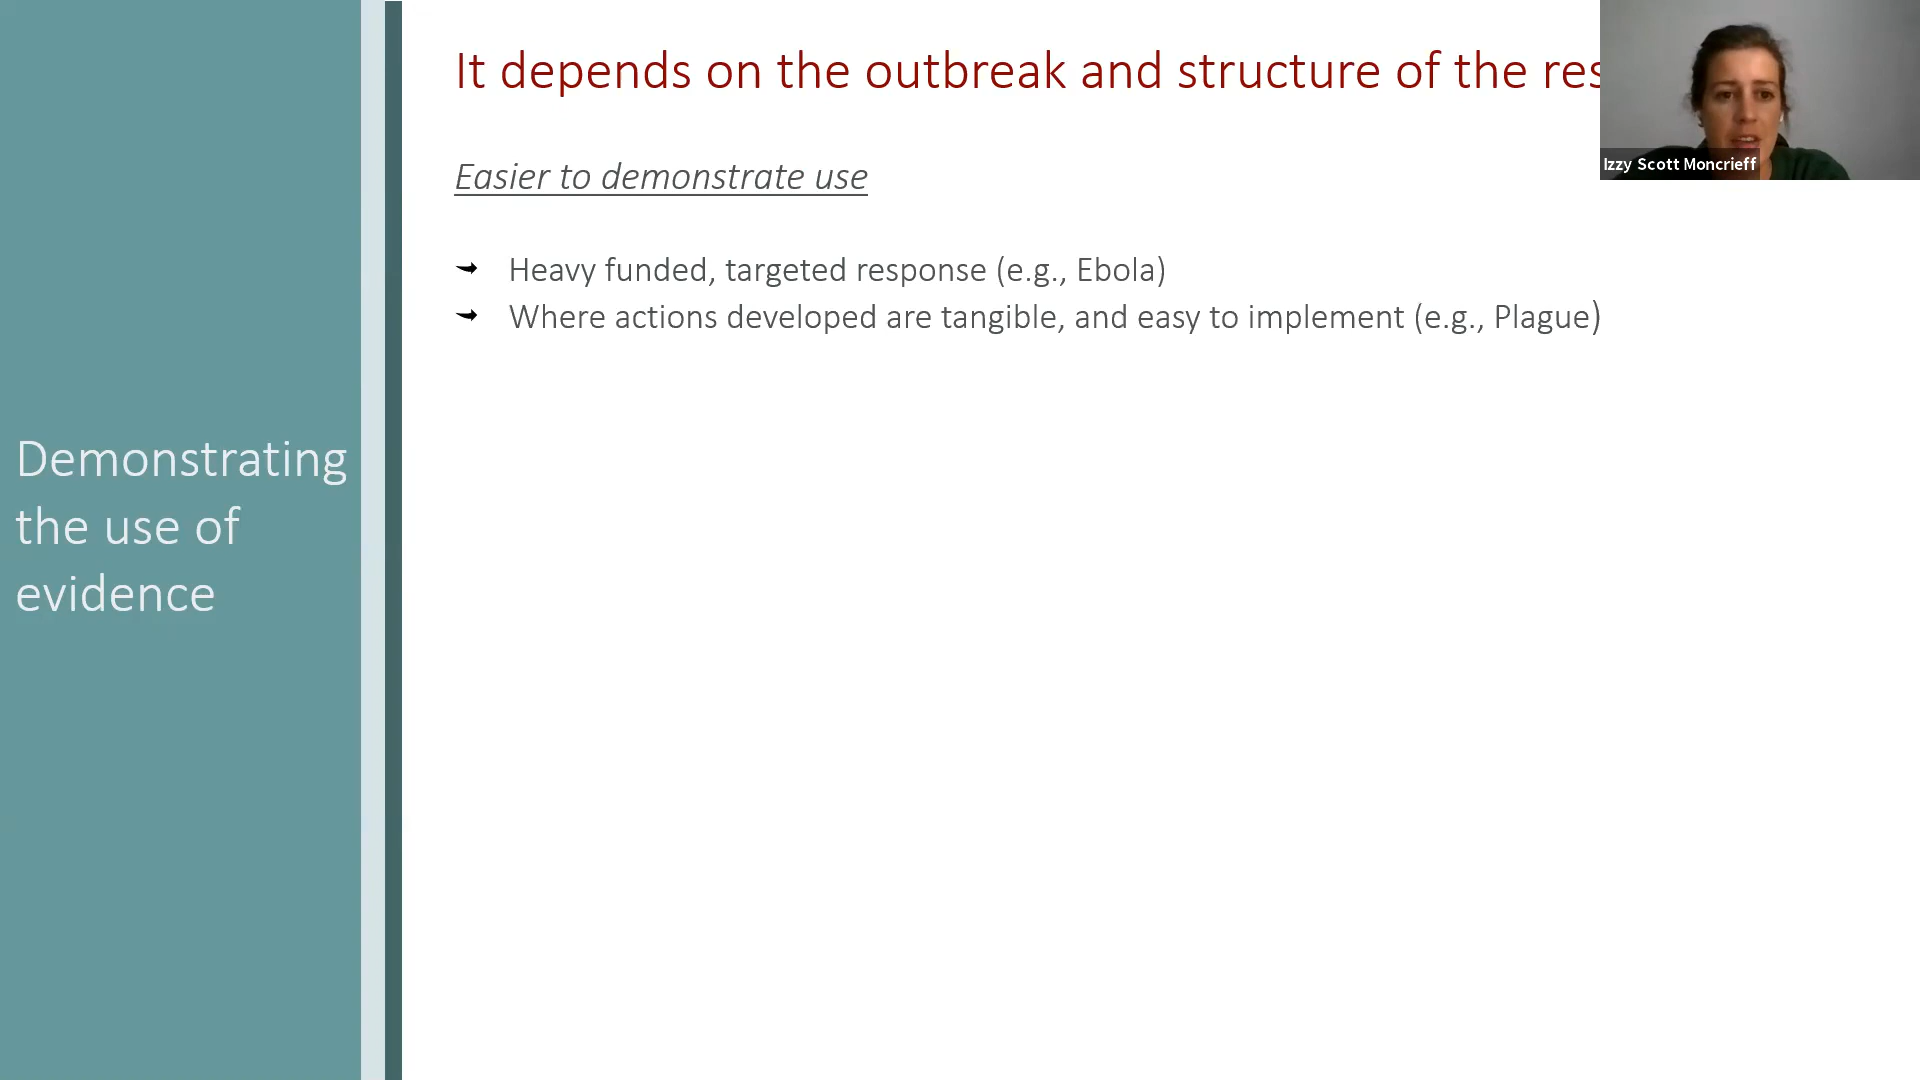 It depends on the outbreak and structure of the
Easier to demonstrate use
Heavy funded, targeted response (e.g., Ebola)
Where actions developed are tangible, and easy to implement (e.g., Plague)
Demonstrating
the use of
evidence
Izzy Scott Moncrieff